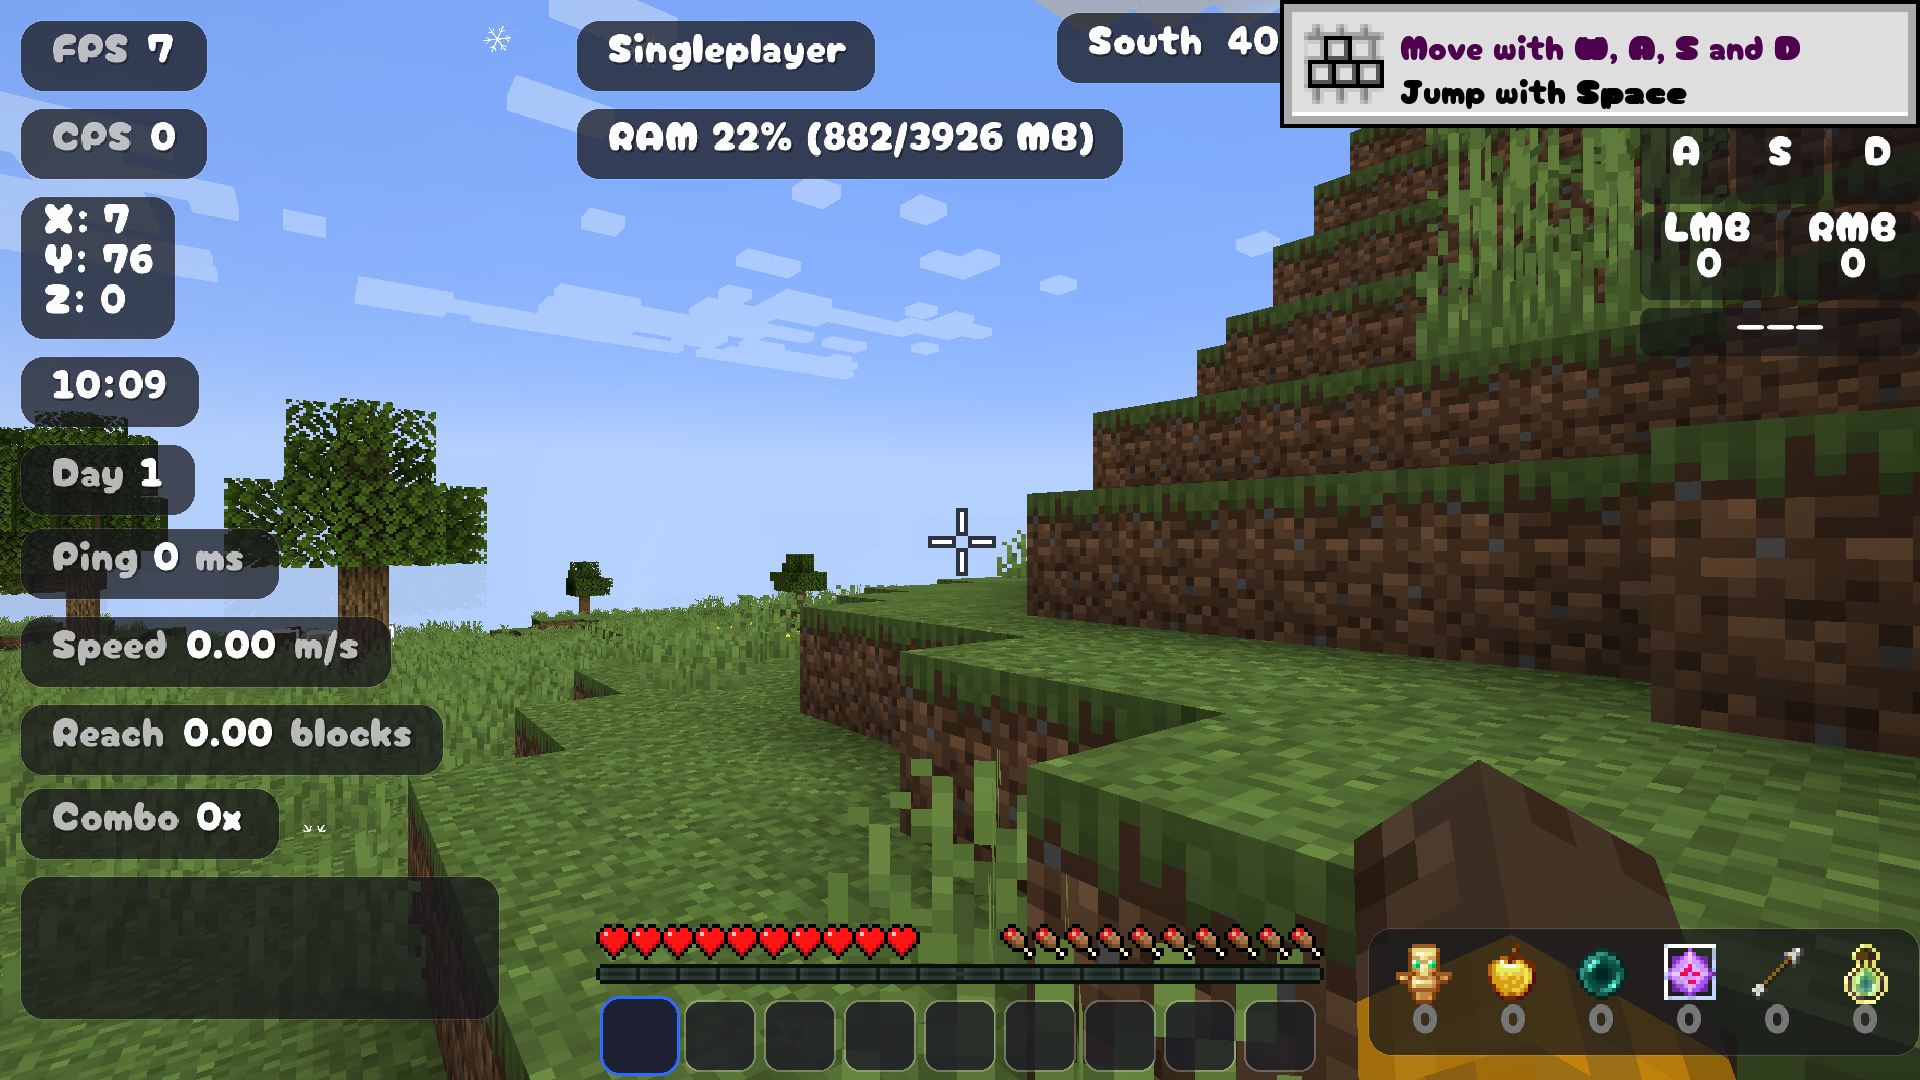 FPS 7
Singleplayer
South 40
Move with W, A, S and D
Jump with Space
CPS 0
RAM 22% (882/3926 MB)
A S D
X: 7
Y: 76
Z: 0
LMB RMB
0 0
---
10:09
Day 1
Ping 0 ms
Speed 0.00 m/s
Reach 0.00 blocks
Combo 0x
0 0 0 0 0 0